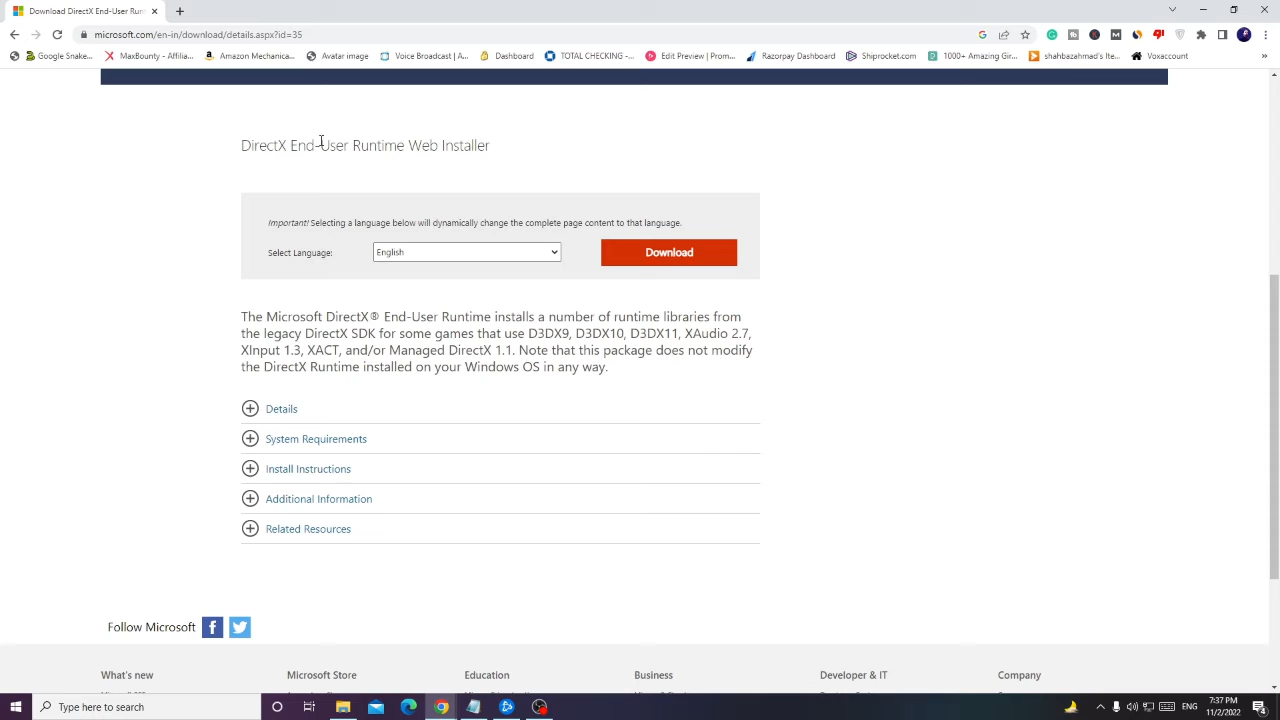 Download DirectX End-User Runt
microsoft.com/en-in/download/details.aspx?id=35
Google Snake... MaxBounty - Affilia... Amazon Mechanica... Avatar image Voice Broadcast | A... Dashboard TOTAL CHECKING -... Edit Preview | Prom... Razorpay Dashboard Shiprocket.com 1000+ Amazing Gir... shahbazahmad's Ite... Voxaccount »
DirectX End-User Runtime Web Installer
Important! Selecting a language below will dynamically change the complete page content to that language.
Select Language: English Download
The Microsoft DirectX® End-User Runtime installs a number of runtime libraries from
the legacy DirectX SDK for some games that use D3DX9, D3DX10, D3DX11, XAudio 2.7,
XInput 1.3, XACT, and/or Managed DirectX 1.1. Note that this package does not modify
the DirectX Runtime installed on your Windows OS in any way.
Details
System Requirements
Install Instructions
Additional Information
Related Resources
Follow Microsoft
What's new Microsoft Store Education Business Developer & IT Company
Type here to search ENG 7:37 PM
11/2/2022 4